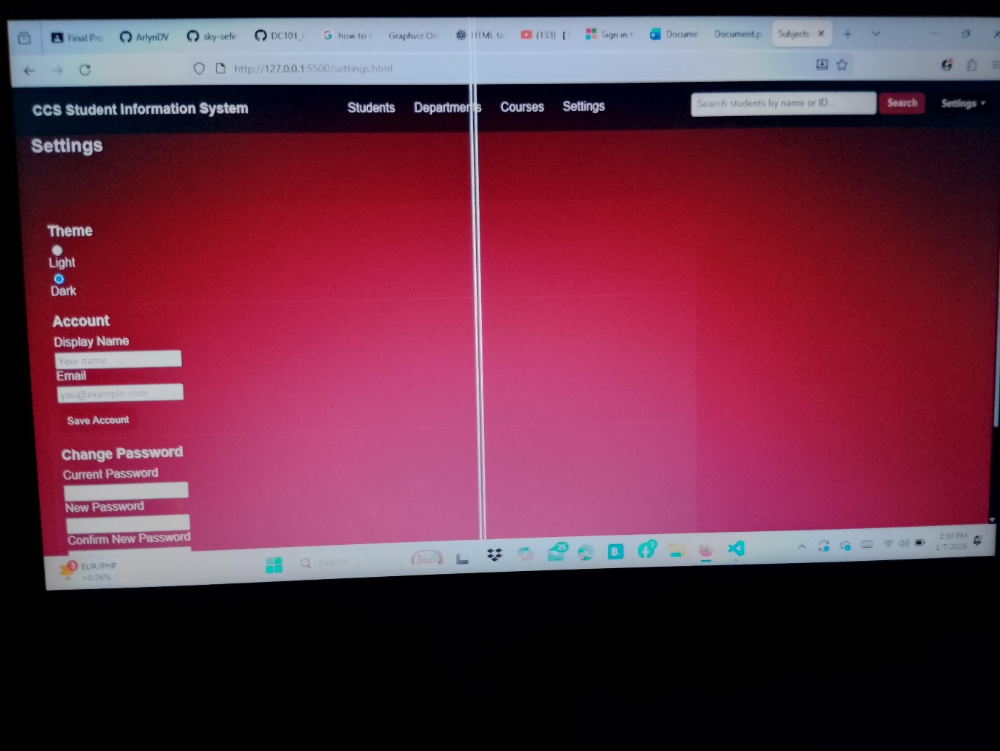 Final Pro
ArlynDV
sky-sefir
DC101_
how to
Graphviz On
HTML ta
(133) [
Sign in t
Docume
Document.p
Subjects
http://127.0.0.1:5500/settings.html
CCS Student Information System
Students
Departments
Courses
Settings
Search students by name or ID...
Search
Settings
Settings
Theme
Light
Dark
Account
Display Name
Your name
Email
you@example.com
Save Account
Change Password
Current Password
New Password
Confirm New Password
3
EUR/PHP
+0.26%
Search
25
B
3
2:30 PM
1/7/2026